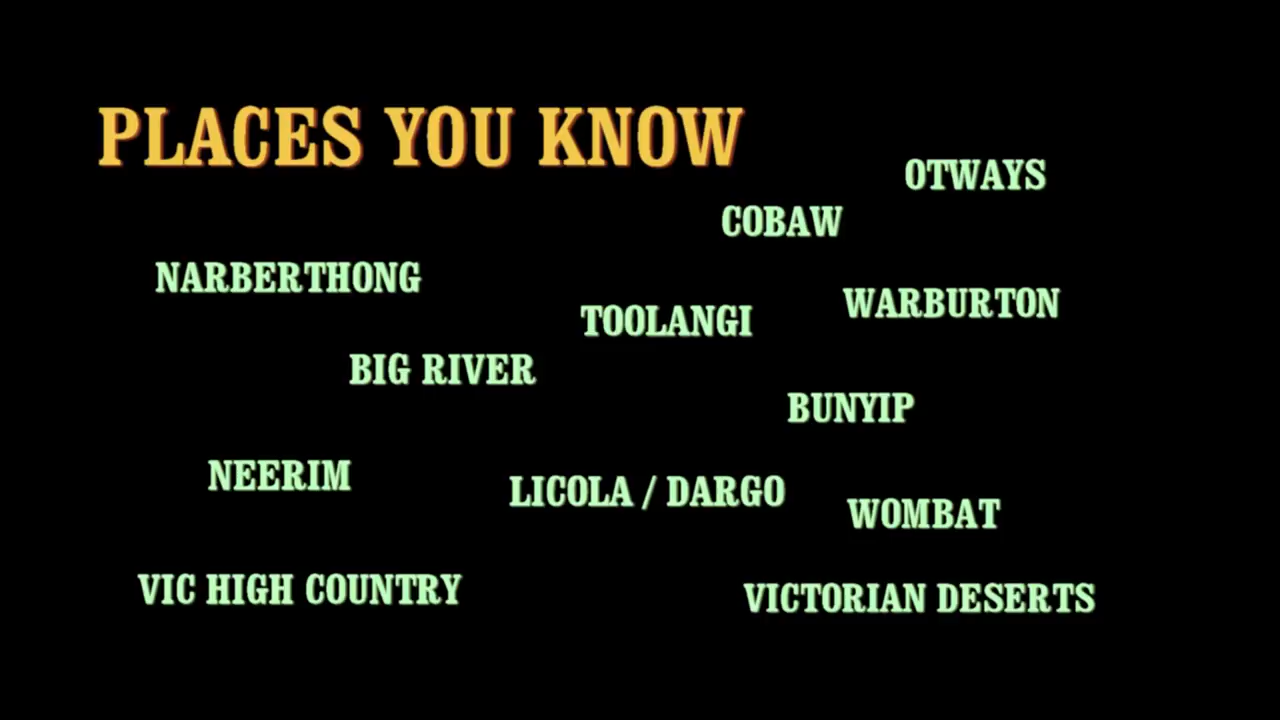 PLACES YOU KNOW
OTWAYS
COBAW
NARBERTHONG
WARBURTON
TOOLANGI
BIG RIVER
BUNYIP
NEERIM
LICOLA / DARGO
WOMBAT
VIC HIGH COUNTRY
VICTORIAN DESERTS